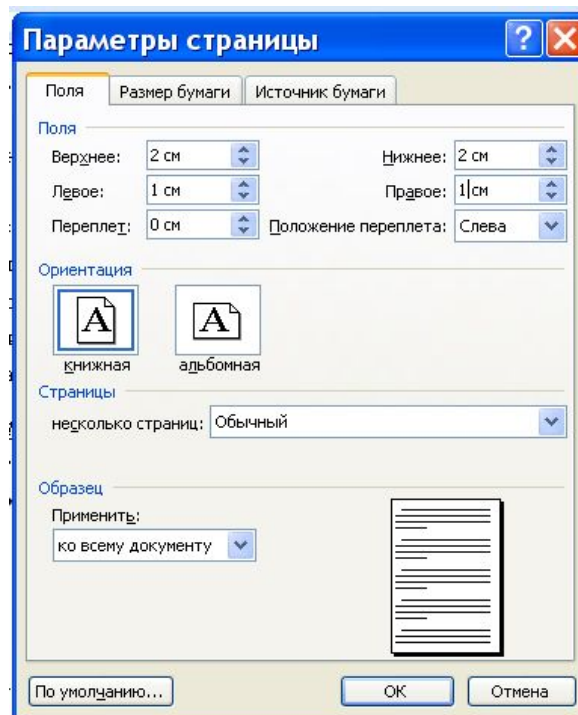 Параметры страницы
Поля Размер бумаги Источник бумаги
Поля
Верхнее: 2 см Нижнее: 2 см
Левое: 1 см Правое: 1 см
Переплет: 0 см Положение переплета: Слева
Ориентация
A A
книжная альбомная
Страницы
несколько страниц: Обычный
Образец
Применить:
ко всему документу
По умолчанию... ОК Отмена